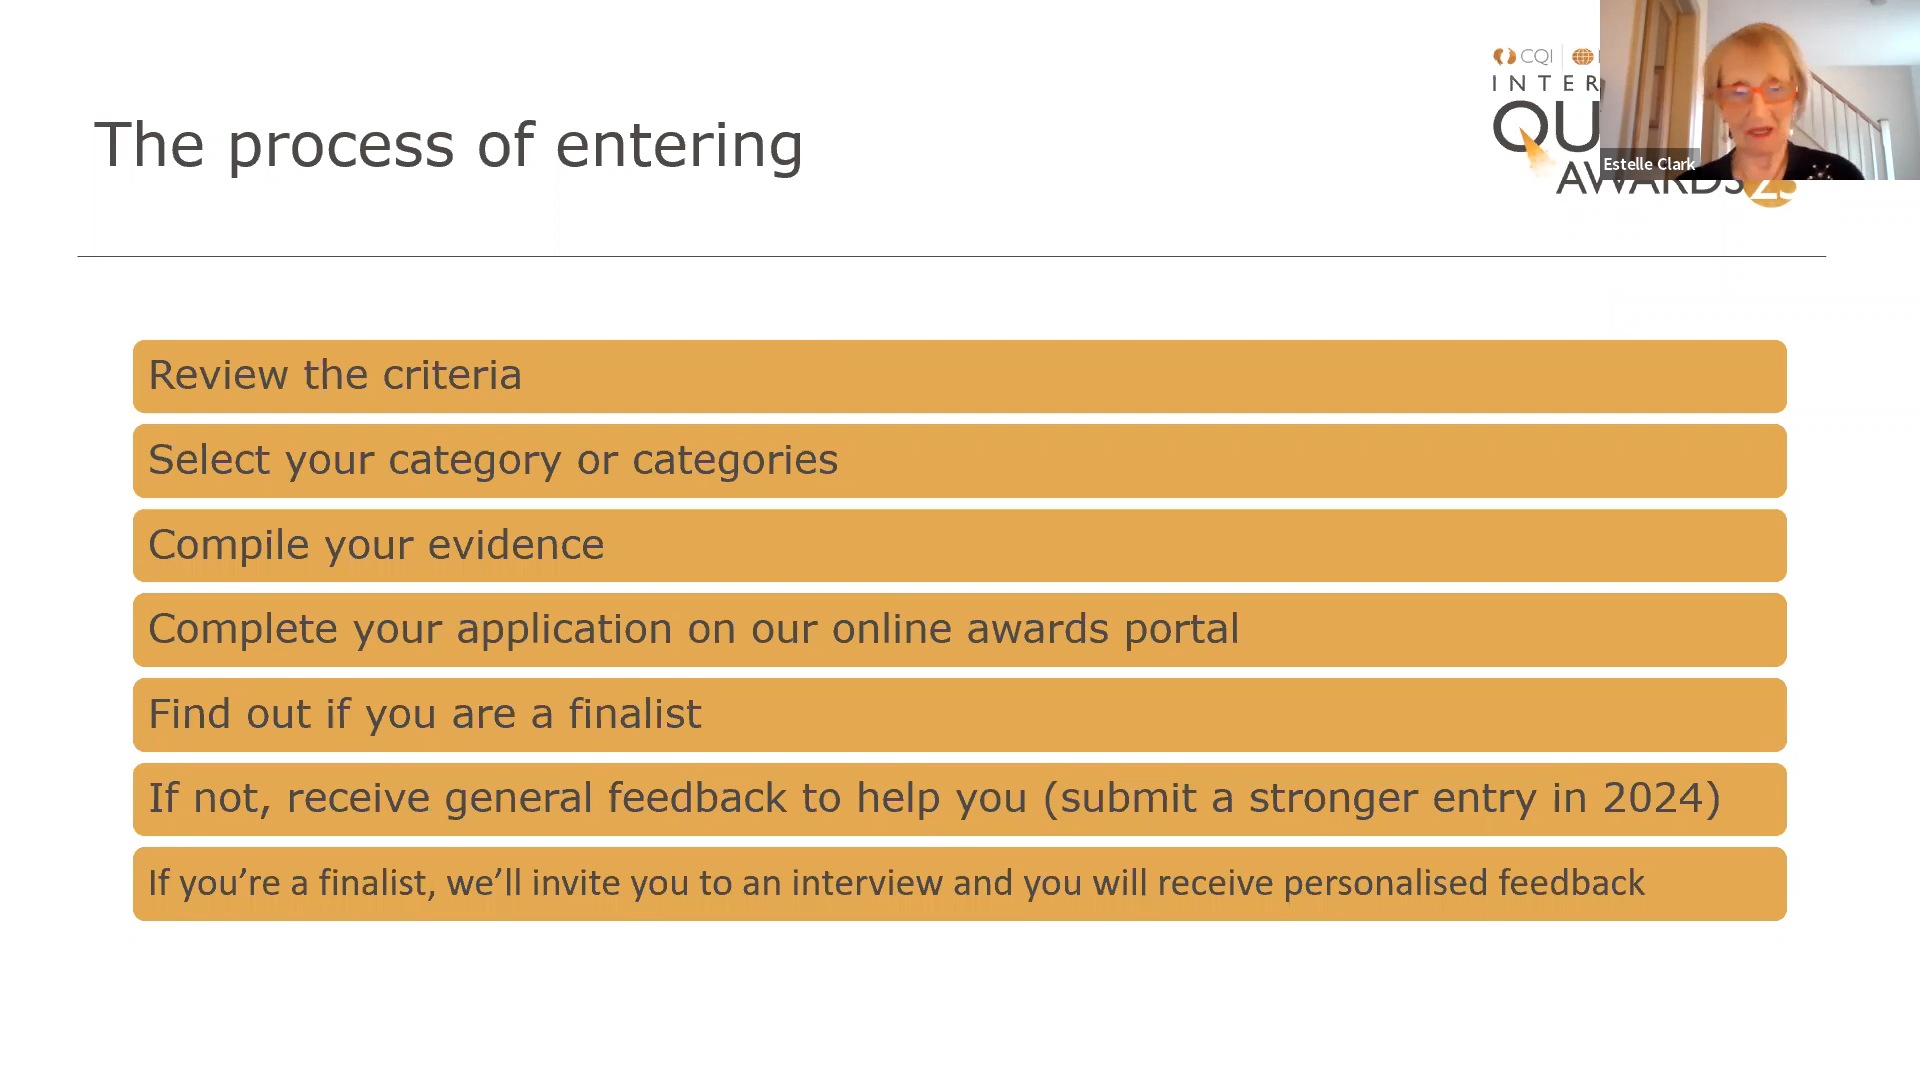 The process of entering
CQI
INTER
QU
AWARDS 23
Estelle Clark
Review the criteria
Select your category or categories
Compile your evidence
Complete your application on our online awards portal
Find out if you are a finalist
If not, receive general feedback to help you (submit a stronger entry in 2024)
If you’re a finalist, we’ll invite you to an interview and you will receive personalised feedback